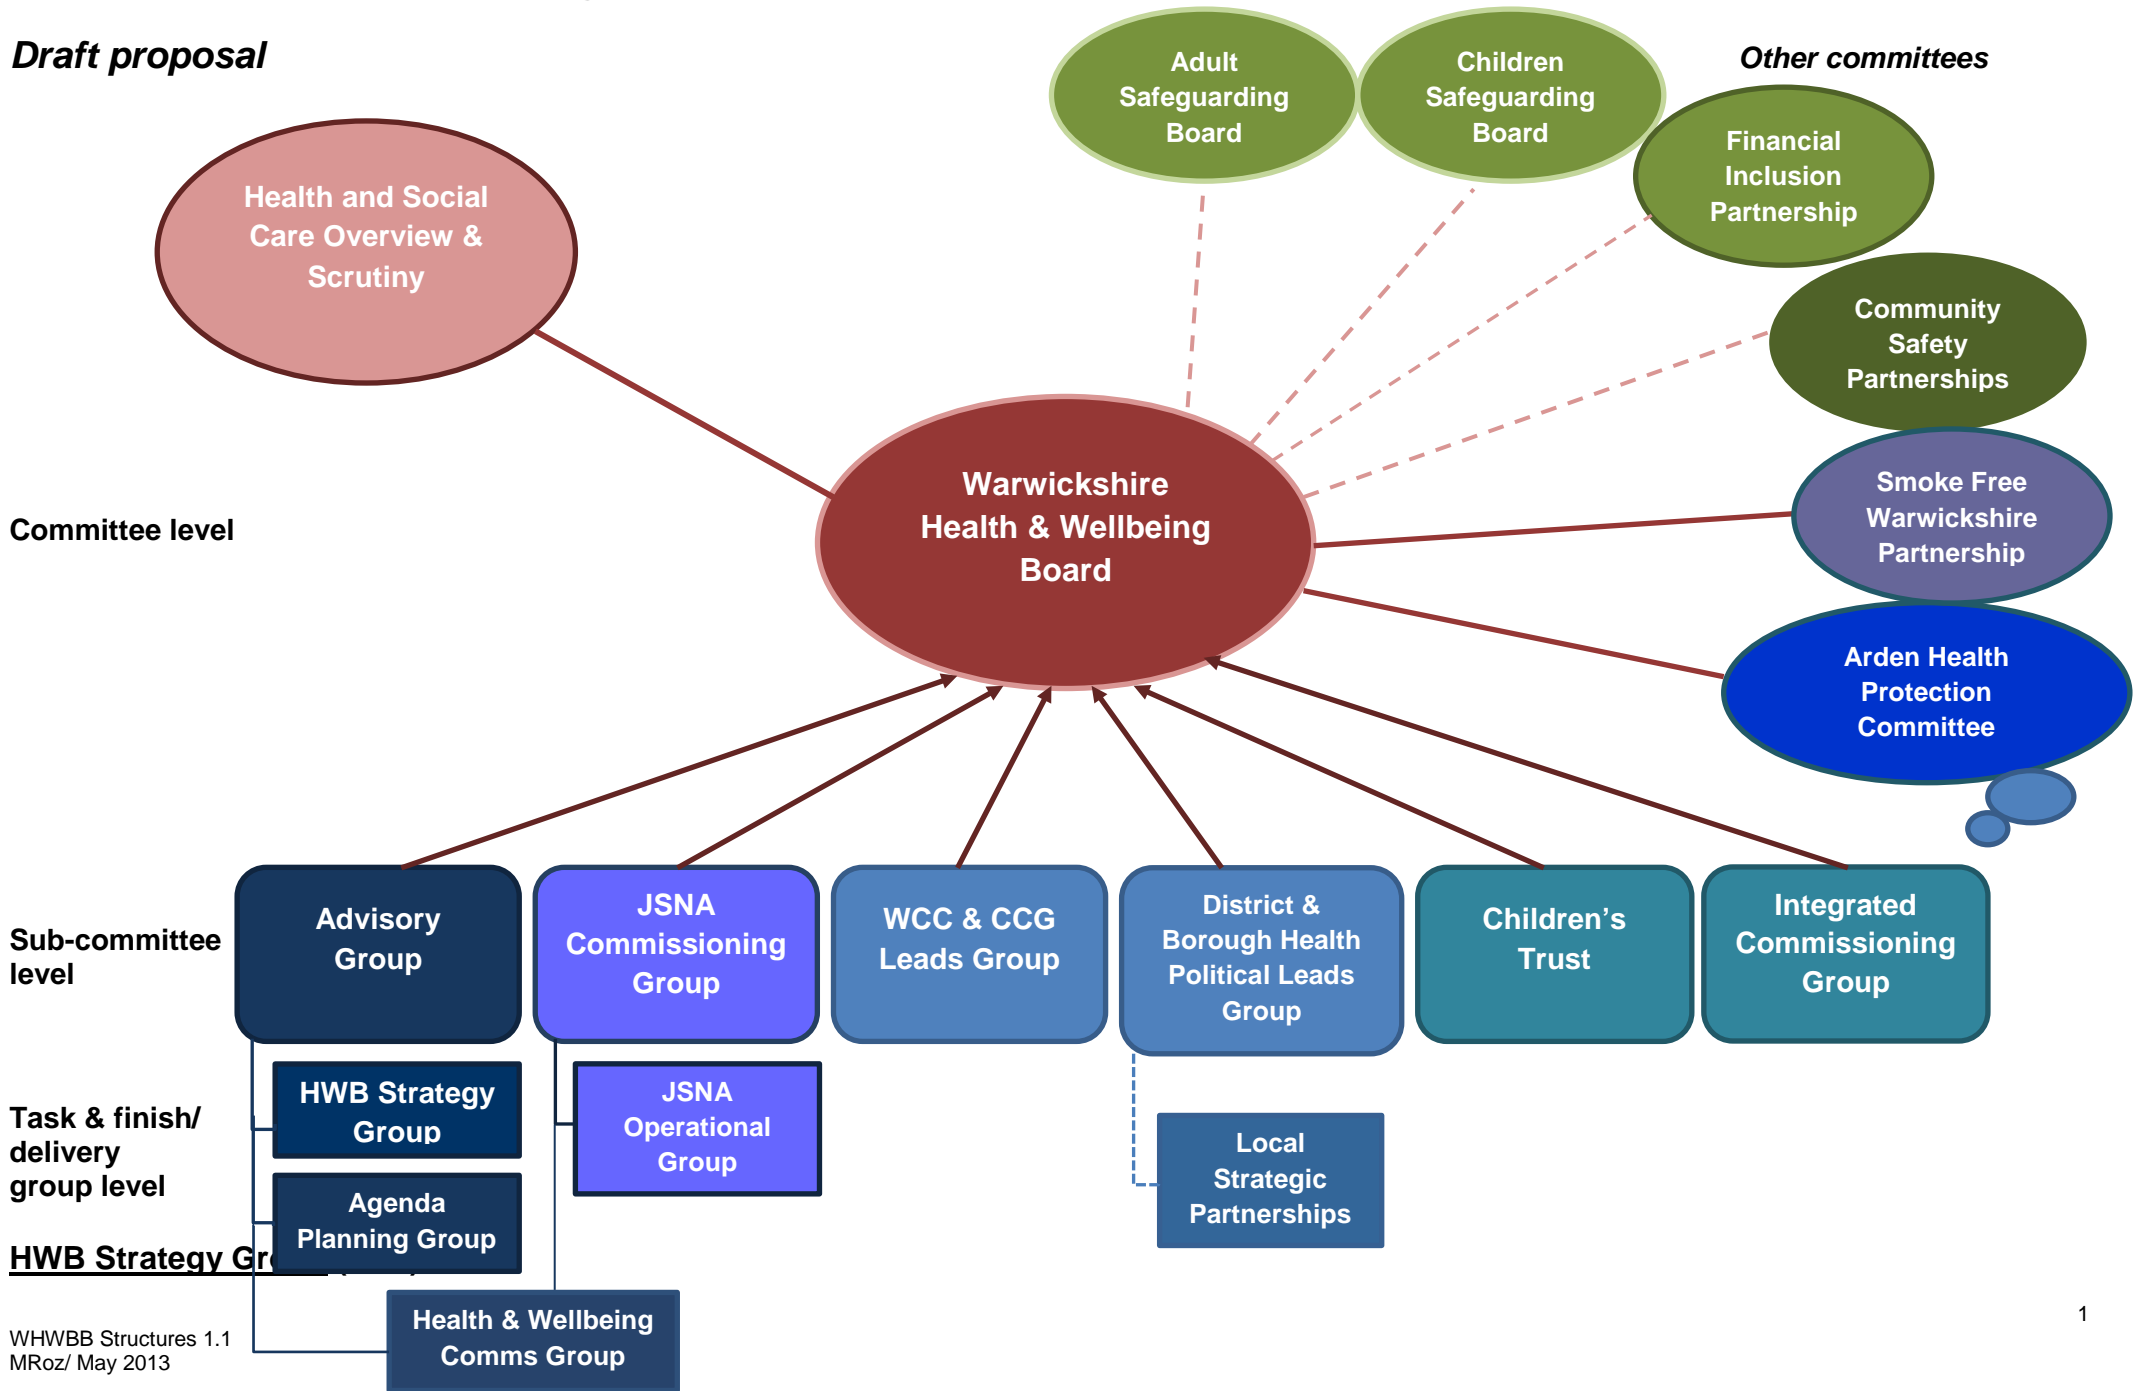 Draft proposal
Adult
Safeguarding
Board
Children
Safeguarding
Board
Other committees
Financial
Inclusion
Partnership
Health and Social
Care Overview &
Scrutiny
Community
Safety
Partnerships
Warwickshire
Health & Wellbeing
Board
Smoke Free
Warwickshire
Partnership
Committee level
Arden Health
Protection
Committee
Sub-committee
level
Advisory
Group
JSNA
Commissioning
Group
WCC & CCG
Leads Group
District &
Borough Health
Political Leads
Group
Children’s
Trust
Integrated
Commissioning
Group
Task & finish/
delivery
group level
HWB Strategy
Group
JSNA
Operational
Group
Local
Strategic
Partnerships
Agenda
Planning Group
HWB Strategy
Health & Wellbeing
Comms Group
WHWBB Structures 1.1
MRoz/ May 2013
1